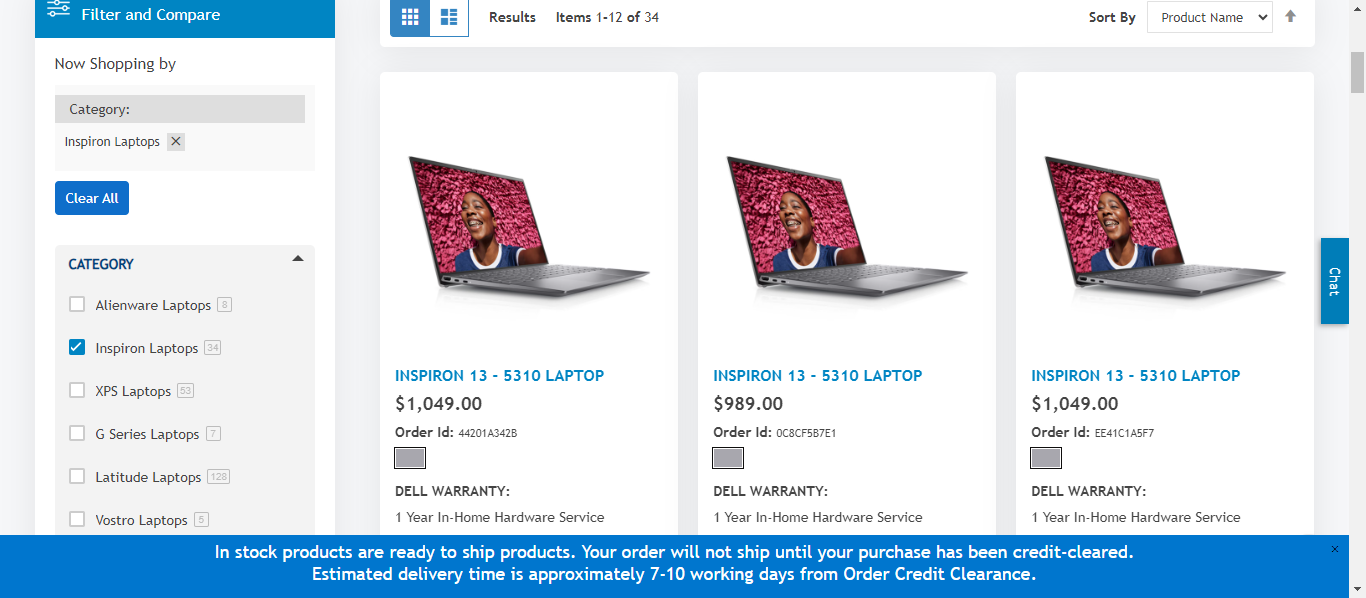 Filter and Compare
Results Items 1-12 of 34
Sort By Product Name
Now Shopping by
Category:
Inspiron Laptops
Clear All
CATEGORY
Alienware Laptops 8
Inspiron Laptops 34
XPS Laptops 53
G Series Laptops 7
Latitude Laptops 128
Vostro Laptops 5
INSPIRON 13 - 5310 LAPTOP
$1,049.00
Order Id: 44201A342B
DELL WARRANTY:
1 Year In-Home Hardware Service
INSPIRON 13 - 5310 LAPTOP
$989.00
Order Id: 0C8CF5B7E1
DELL WARRANTY:
1 Year In-Home Hardware Service
INSPIRON 13 - 5310 LAPTOP
$1,049.00
Order Id: EE41C1A5F7
DELL WARRANTY:
1 Year In-Home Hardware Service
Chat
In stock products are ready to ship products. Your order will not ship until your purchase has been credit-cleared.
Estimated delivery time is approximately 7-10 working days from Order Credit Clearance.